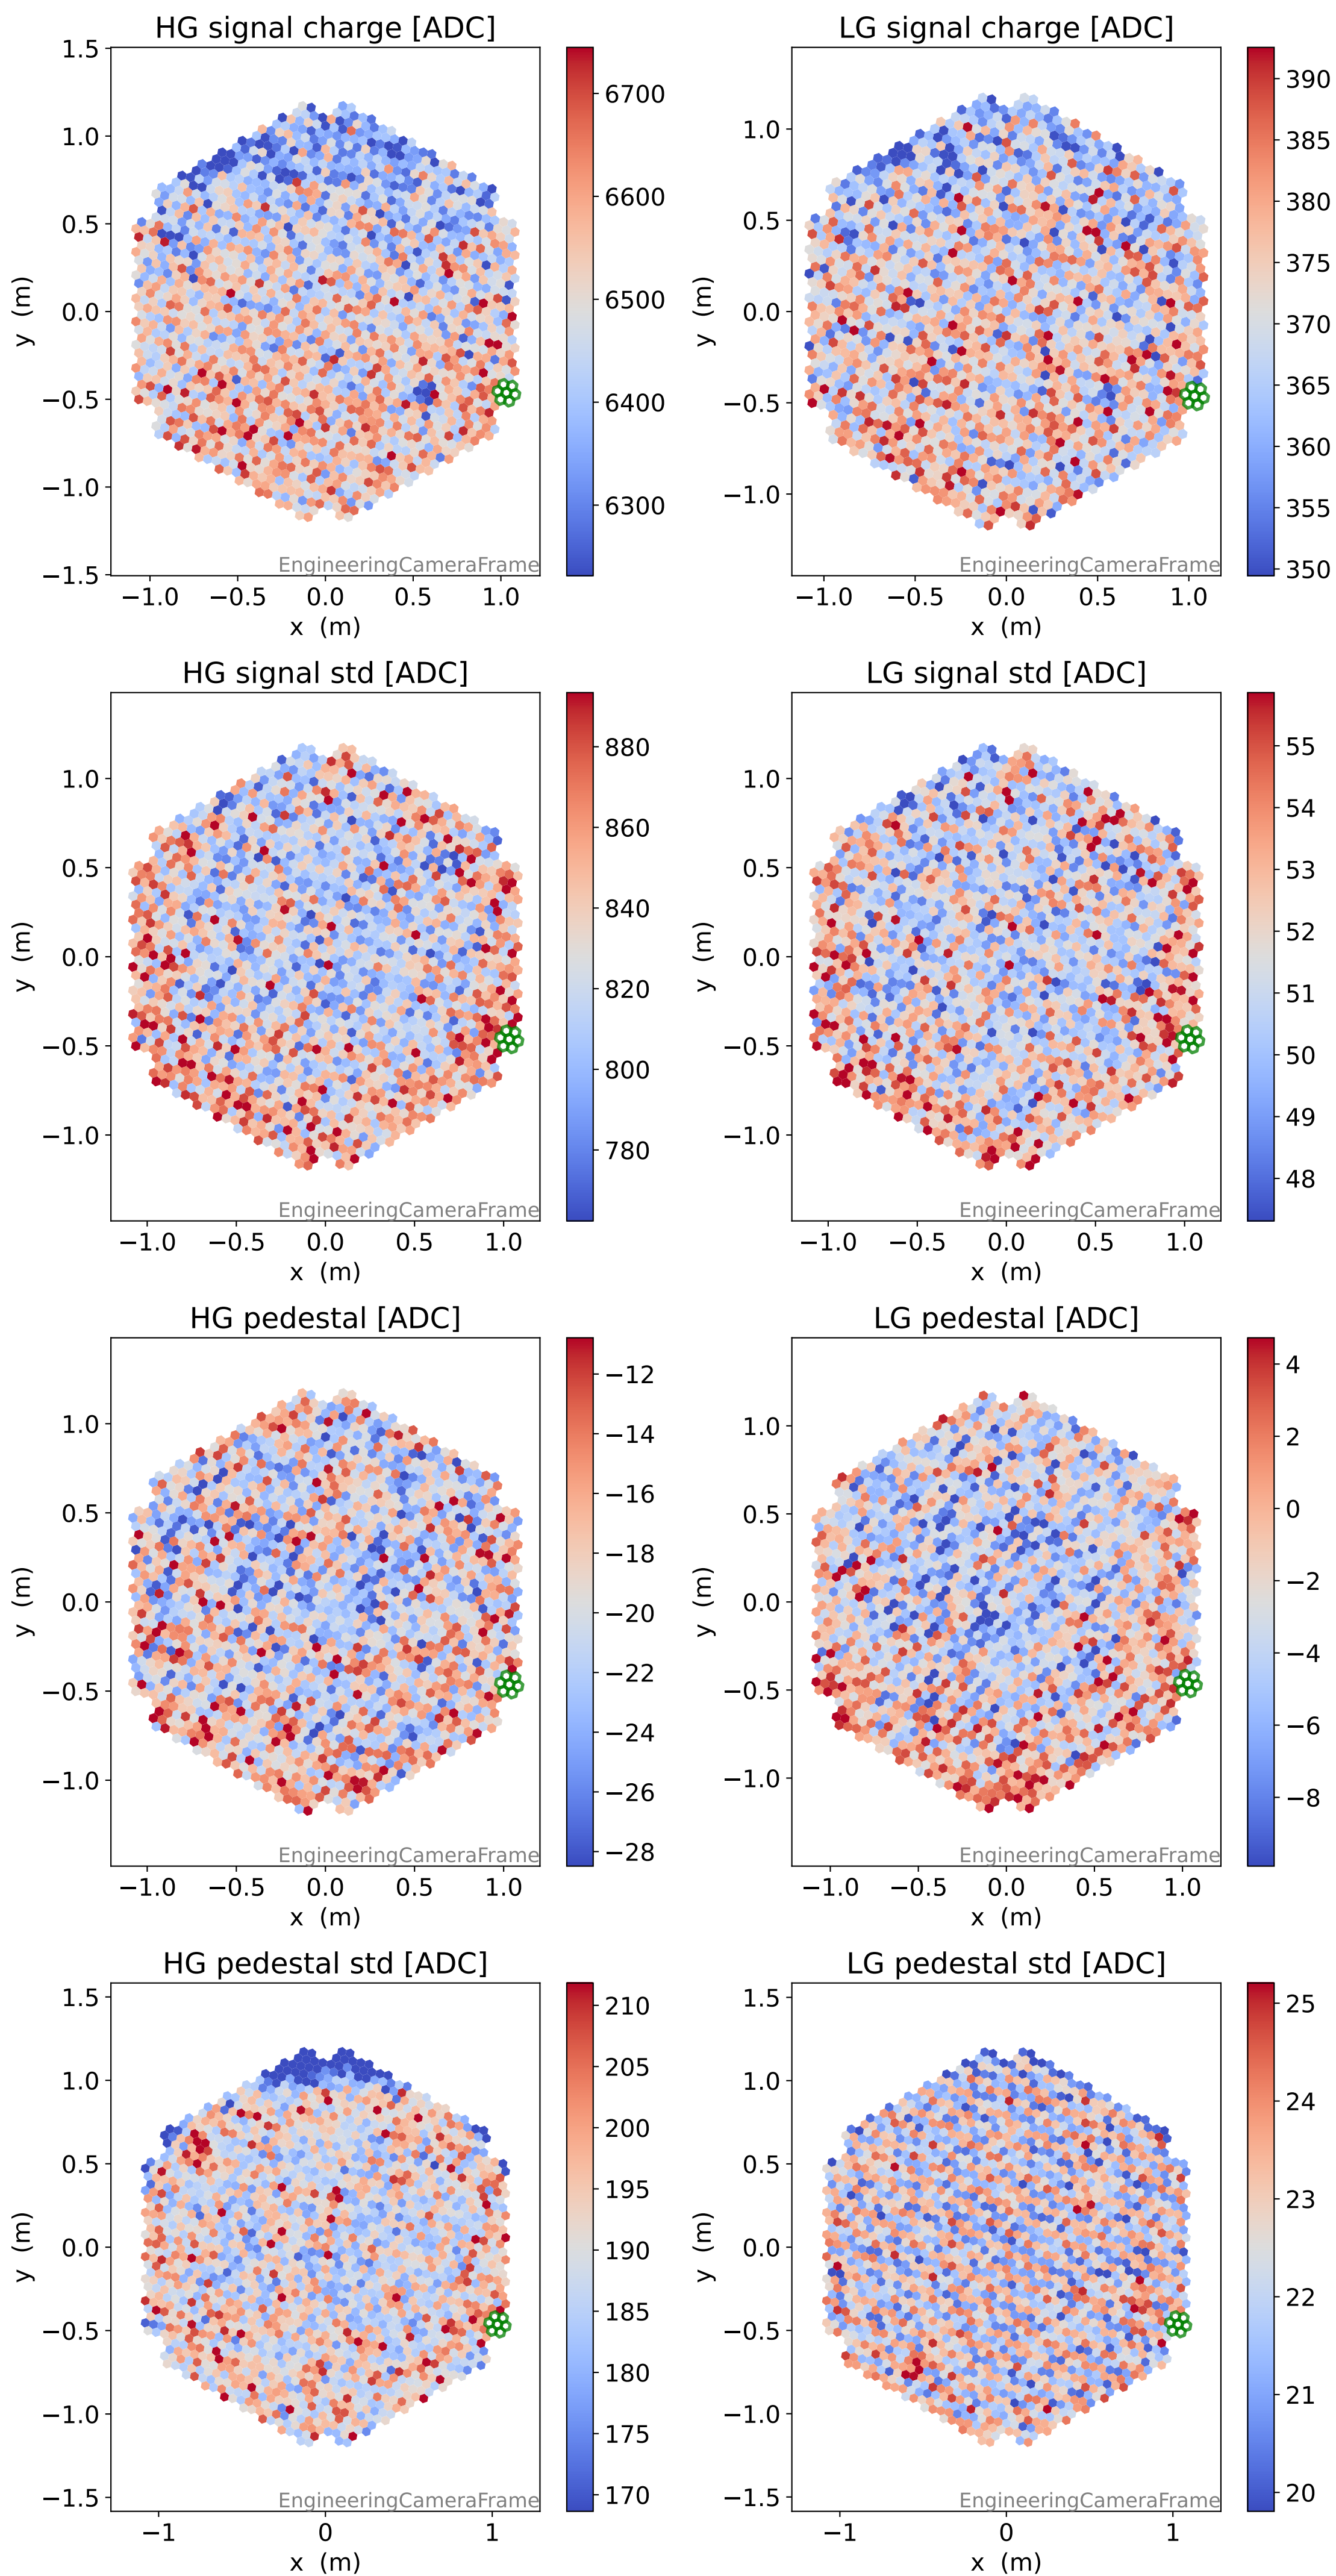 HG signal charge [ADC]
1.5
1.0
0.5
0.0
−0.5
−1.0
−1.5
y (m)
−1.0 −0.5 0.0 0.5 1.0
x (m)
EngineeringCameraFrame
6700
6600
6500
6400
6300
LG signal charge [ADC]
1.0
0.5
0.0
−0.5
−1.0
y (m)
−1.0 −0.5 0.0 0.5 1.0
x (m)
EngineeringCameraFrame
390
385
380
375
370
365
360
355
350
HG signal std [ADC]
1.0
0.5
0.0
−0.5
−1.0
y (m)
−1.0 −0.5 0.0 0.5 1.0
x (m)
EngineeringCameraFrame
880
860
840
820
800
780
LG signal std [ADC]
1.0
0.5
0.0
−0.5
−1.0
y (m)
−1.0 −0.5 0.0 0.5 1.0
x (m)
EngineeringCameraFrame
55
54
53
52
51
50
49
48
HG pedestal [ADC]
1.0
0.5
0.0
−0.5
−1.0
y (m)
−1.0 −0.5 0.0 0.5 1.0
x (m)
EngineeringCameraFrame
−12
−14
−16
−18
−20
−22
−24
−26
−28
LG pedestal [ADC]
1.0
0.5
0.0
−0.5
−1.0
y (m)
−1.0 −0.5 0.0 0.5 1.0
x (m)
EngineeringCameraFrame
4
2
0
−2
−4
−6
−8
HG pedestal std [ADC]
1.5
1.0
0.5
0.0
−0.5
−1.0
−1.5
y (m)
−1 0 1
x (m)
EngineeringCameraFrame
210
205
200
195
190
185
180
175
170
LG pedestal std [ADC]
1.5
1.0
0.5
0.0
−0.5
−1.0
−1.5
y (m)
−1 0 1
x (m)
EngineeringCameraFrame
25
24
23
22
21
20